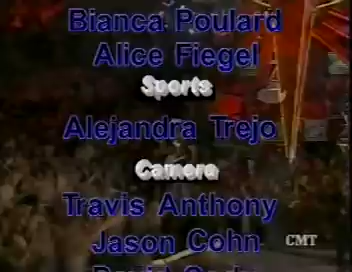 Bianca Poulard
Alice Fiegel
Sports
Alejandra Trejo
Camera
Travis Anthony
Jason Cohn
CMT